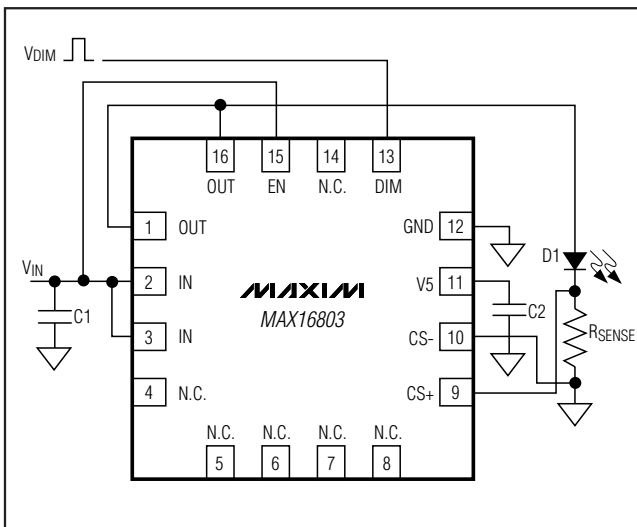 VDIM
16 15 14 13
OUT EN N.C. DIM
1 OUT
GND 12
D1
VIN
2 IN
V5 11
MAXIM
C1
MAX16803
C2
3 IN
CS- 10
RSENSE
4 N.C.
CS+ 9
N.C. N.C. N.C. N.C.
5 6 7 8